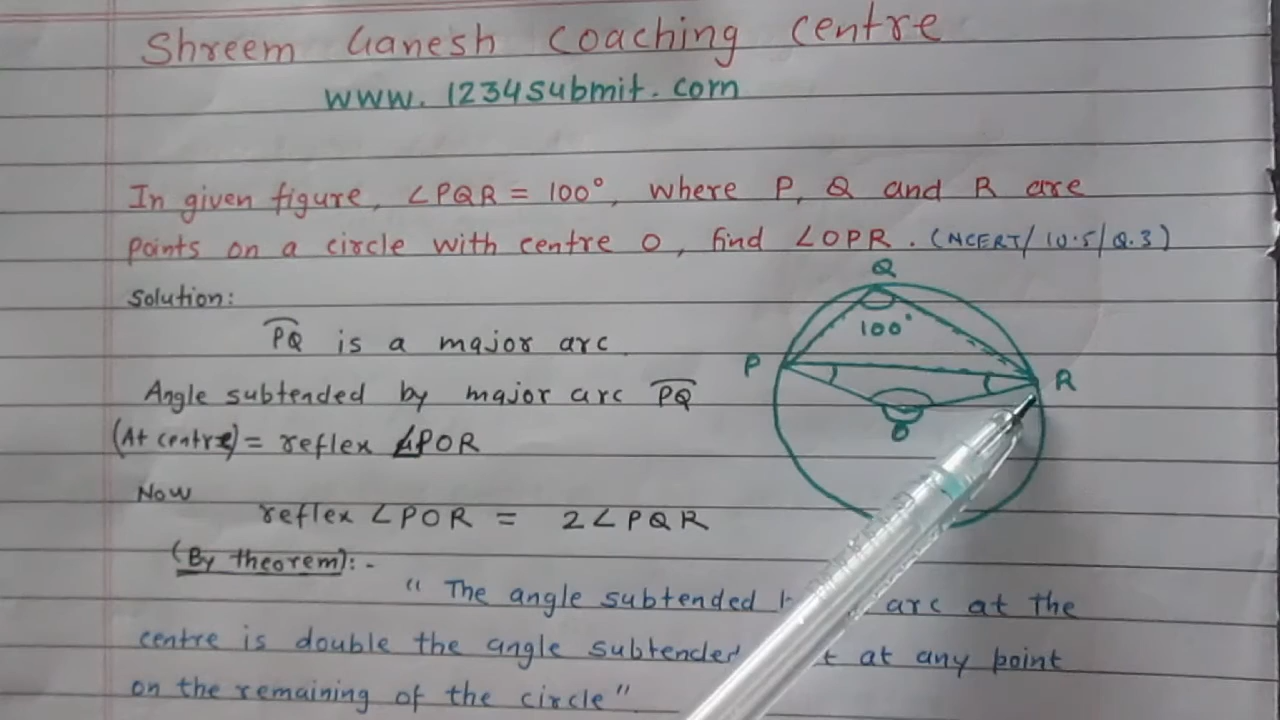 Shreem Ganesh Coaching Centre
www.1234submit.com
In given figure, ∠PQR = 100°, where P, Q and R are
points on a circle with centre O, find ∠OPR. (NCERT/10.5/Q.3)
Solution:
P͡Q is a major arc
Angle subtended by major arc P͡Q
(At centre) = reflex ∠POR
Now
reflex ∠POR = 2∠PQR
(By theorem):-
"The angle subtended arc at the
centre is double the angle subtended at any point
on the remaining of the circle"
Q
100°
P
R
O